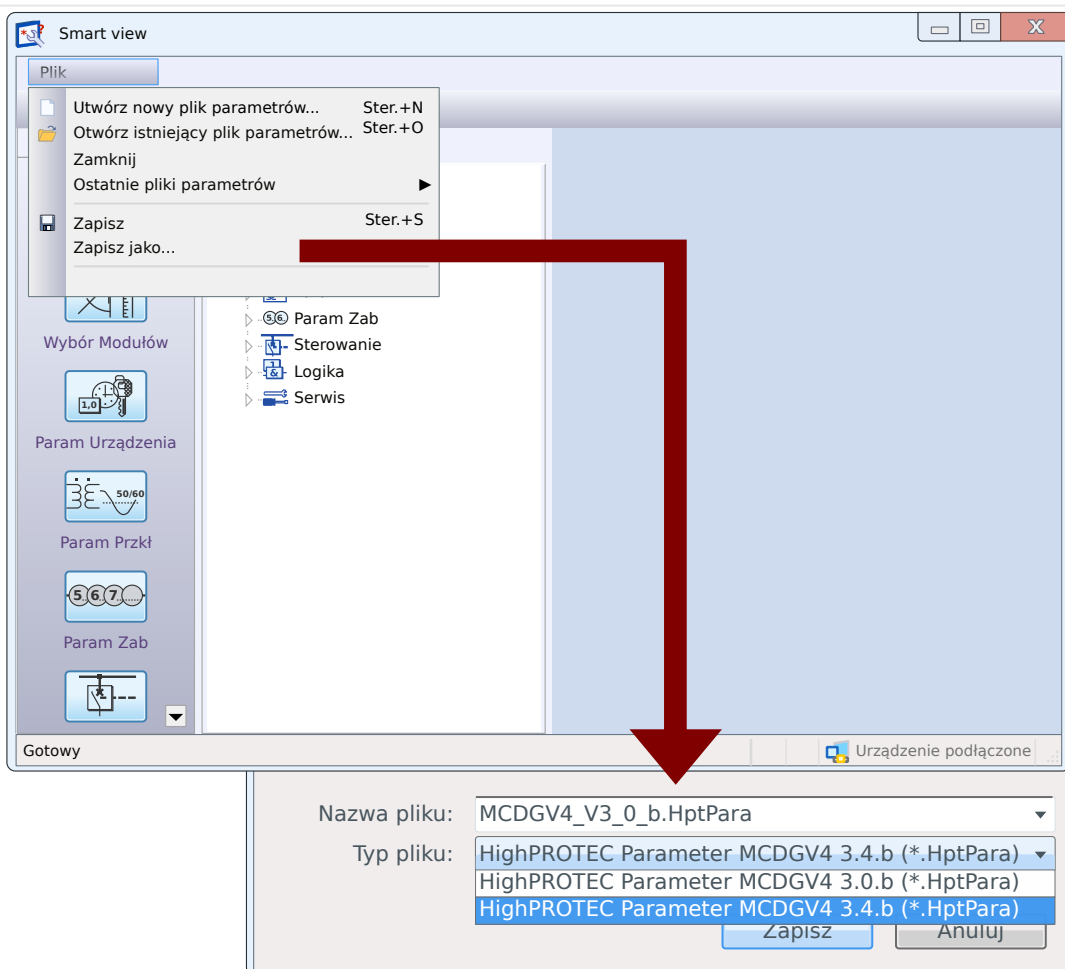 Smart view
Plik
Utwórz nowy plik parametrów... Ster.+N
Otwórz istniejący plik parametrów... Ster.+O
Zamknij
Ostatnie pliki parametrów
Zapisz Ster.+S
Zapisz jako...
Wybór Modułów
1,0
Param Urządzenia
50/60
Param Przkł
5 6 7
Param Zab
5 6 Param Zab
Sterowanie
1 & Logika
Serwis
Gotowy
Urządzenie podłączone
Nazwa pliku: MCDGV4_V3_0_b.HptPara
Typ pliku: HighPROTEC Parameter MCDGV4 3.4.b (*.HptPara)
HighPROTEC Parameter MCDGV4 3.0.b (*.HptPara)
HighPROTEC Parameter MCDGV4 3.4.b (*.HptPara)
Zapisz Anuluj